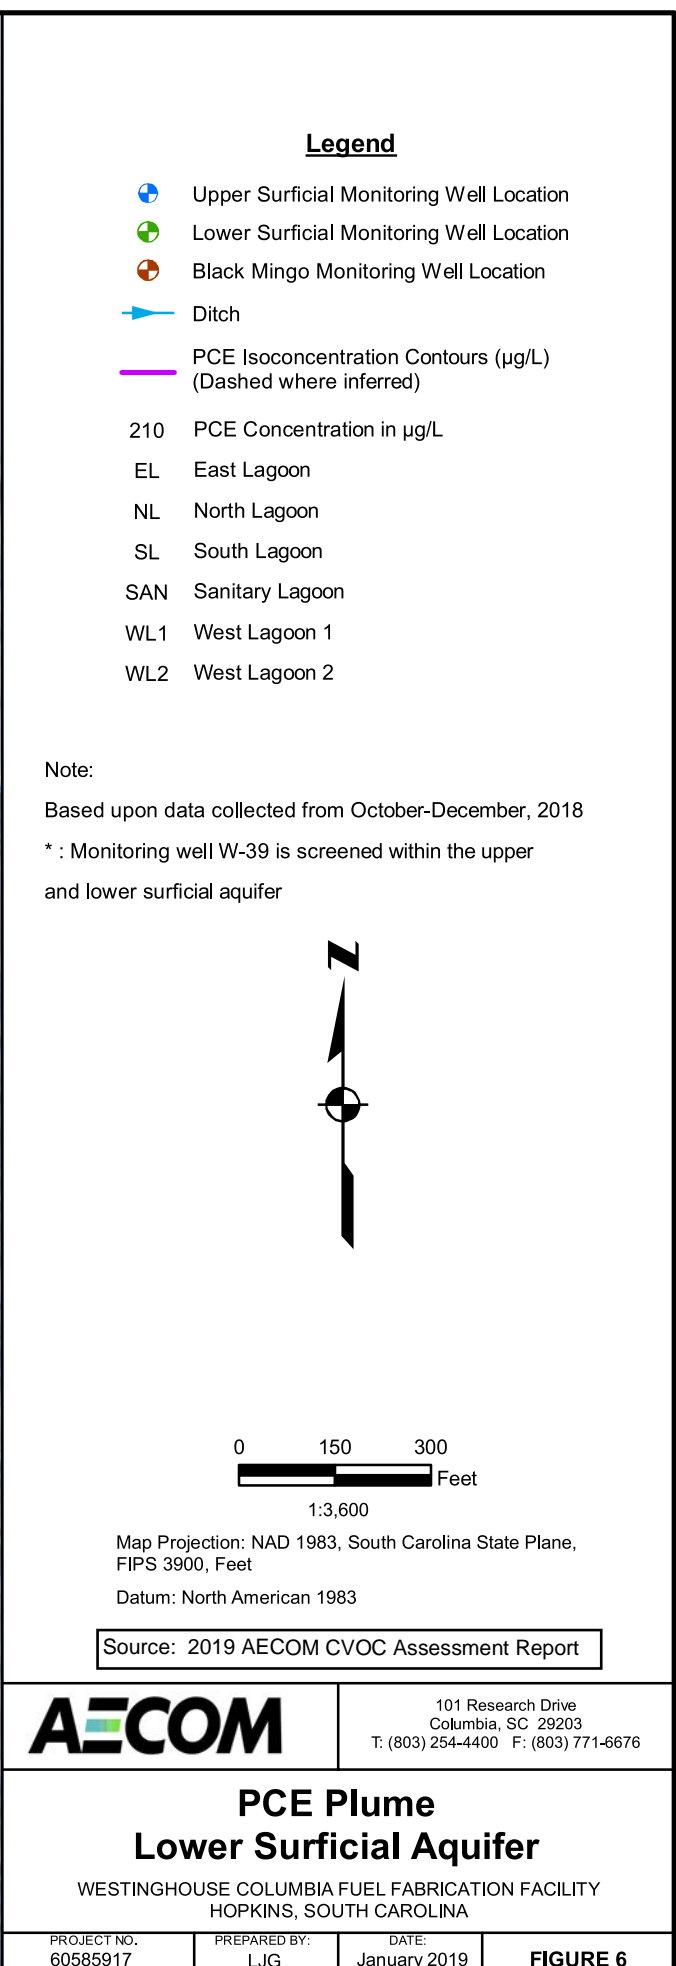 Legend
Upper Surficial Monitoring Well Location
Lower Surficial Monitoring Well Location
Black Mingo Monitoring Well Location
Ditch
PCE Isoconcentration Contours (µg/L)
(Dashed where inferred)
210 PCE Concentration in µg/L
EL East Lagoon
NL North Lagoon
SL South Lagoon
SAN Sanitary Lagoon
WL1 West Lagoon 1
WL2 West Lagoon 2
Note:
Based upon data collected from October-December, 2018
* : Monitoring well W-39 is screened within the upper
and lower surficial aquifer
N
0 150 300
Feet
1:3,600
Map Projection: NAD 1983, South Carolina State Plane,
FIPS 3900, Feet
Datum: North American 1983
Source: 2019 AECOM CVOC Assessment Report
AECOM
101 Research Drive
Columbia, SC 29203
T: (803) 254-4400 F: (803) 771-6676
PCE Plume
Lower Surficial Aquifer
WESTINGHOUSE COLUMBIA FUEL FABRICATION FACILITY
HOPKINS, SOUTH CAROLINA
PROJECT NO. PREPARED BY: DATE:
60585917 LJG January 2019 FIGURE 6